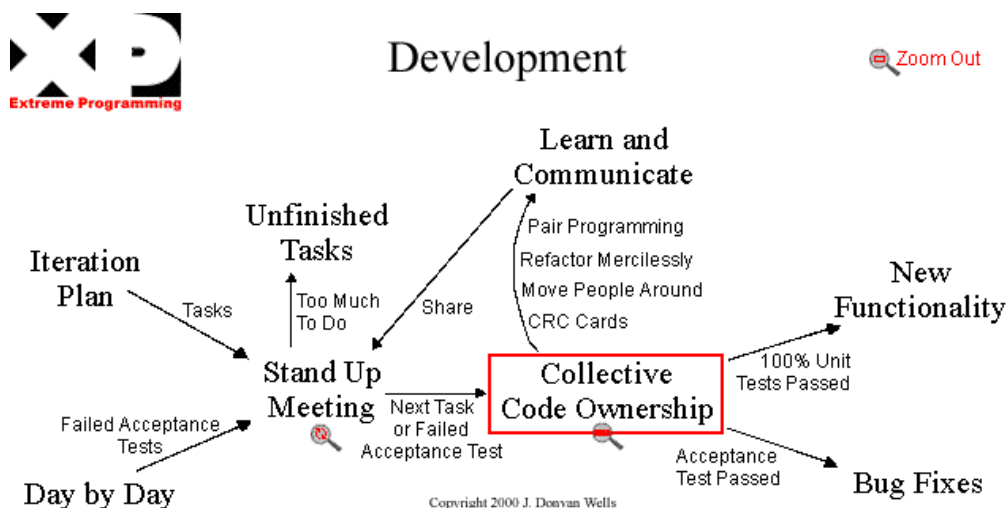 XP
Extreme Programming
Development
Zoom Out
Learn and
Communicate
Unfinished
Tasks
Pair Programming
Refactor Mercilessly
Move People Around
CRC Cards
Iteration
Plan
New
Functionality
Tasks
Too Much
To Do
Share
Stand Up
Meeting
Collective
Code Ownership
100% Unit
Tests Passed
Failed Acceptance
Tests
Next Task
or Failed
Acceptance Test
Acceptance
Test Passed
Day by Day
Bug Fixes
Copyright 2000 J. Donvan Wells